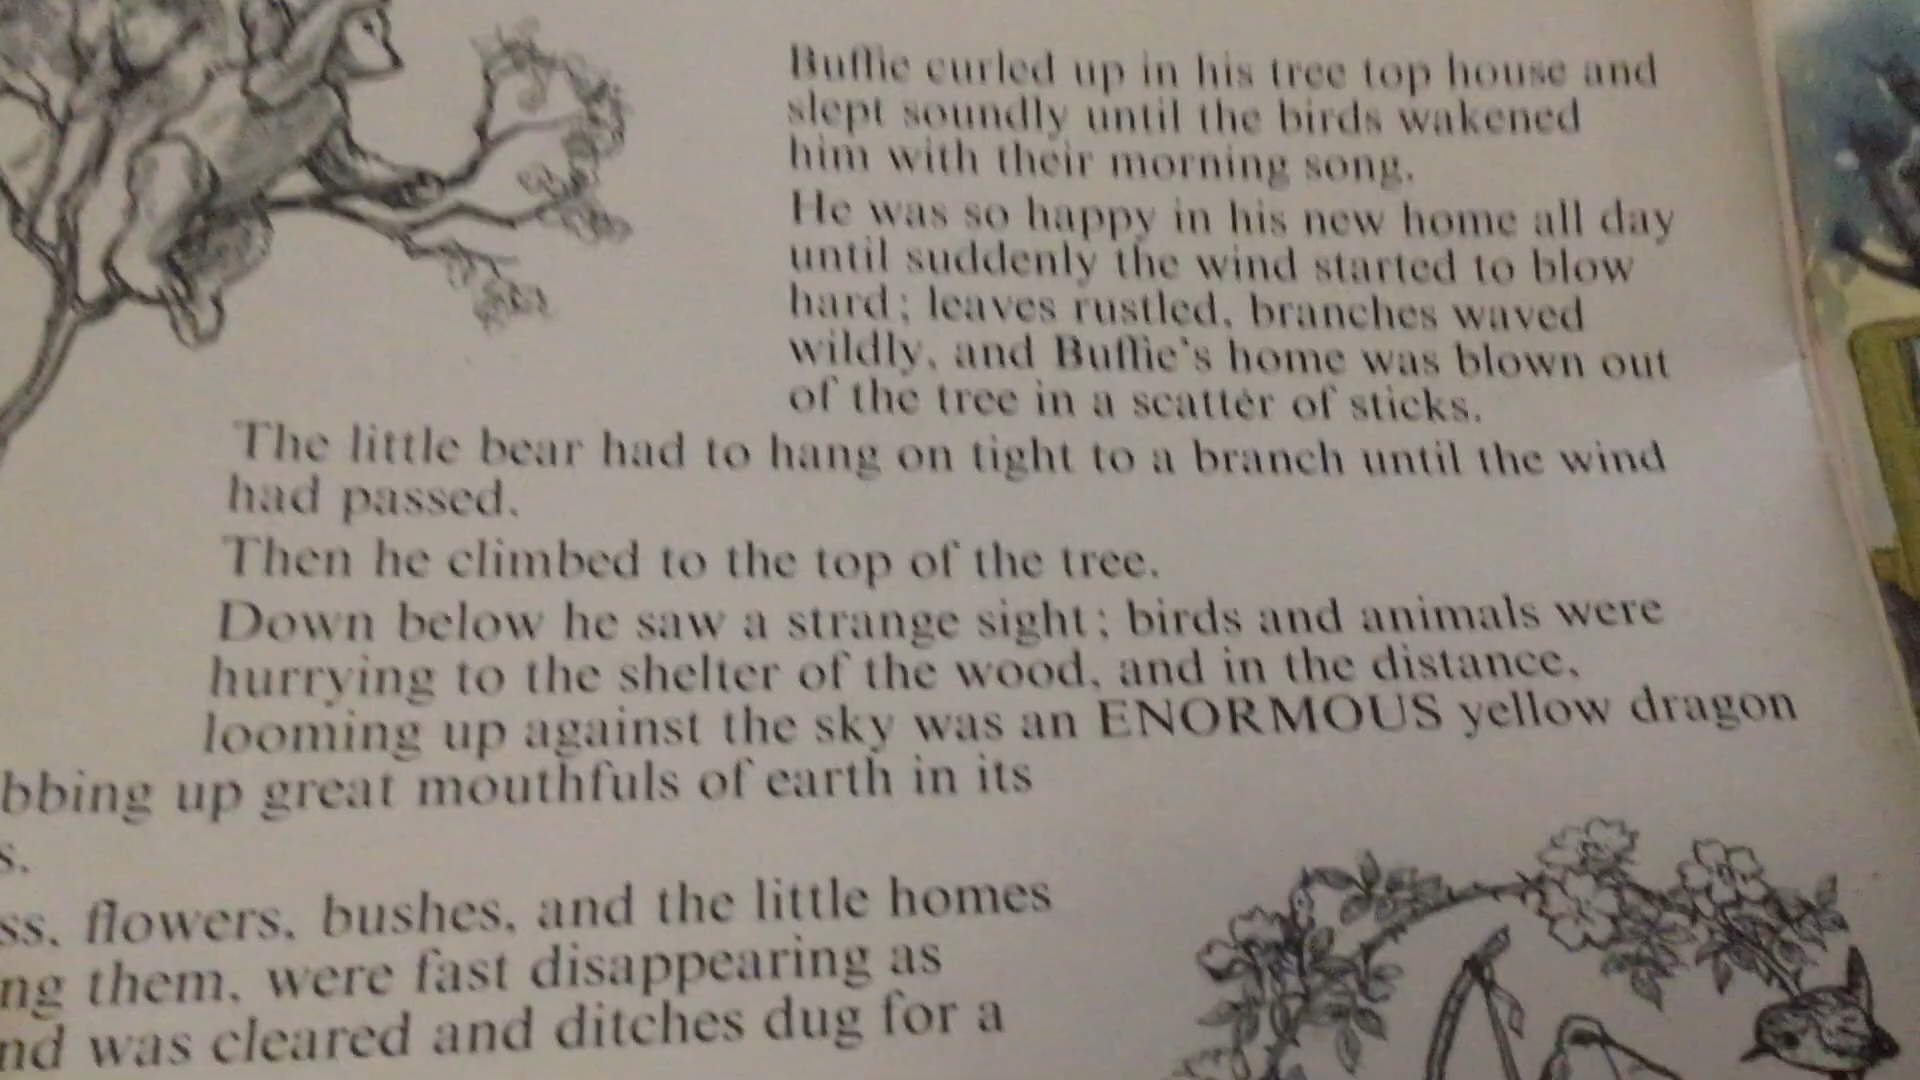 Buffie curled up in his tree top house and
slept soundly until the birds wakened
him with their morning song.
He was so happy in his new home all day
until suddenly the wind started to blow
hard; leaves rustled, branches waved
wildly, and Buffie's home was blown out
of the tree in a scatter of sticks.
The little bear had to hang on tight to a branch until the wind
had passed.
Then he climbed to the top of the tree.
Down below he saw a strange sight; birds and animals were
hurrying to the shelter of the wood, and in the distance,
looming up against the sky was an ENORMOUS yellow dragon
bbing up great mouthfuls of earth in its
s.
ss, flowers, bushes, and the little homes
ng them, were fast disappearing as
nd was cleared and ditches dug for a